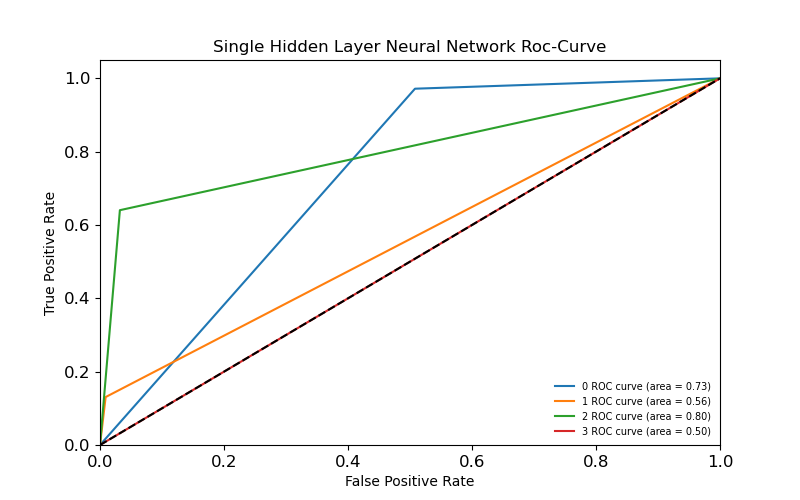 Single Hidden Layer Neural Network Roc-Curve
True Positive Rate
1.0
0.8
0.6
0.4
0.2
0.0
0 ROC curve (area = 0.73)
1 ROC curve (area = 0.56)
2 ROC curve (area = 0.80)
3 ROC curve (area = 0.50)
0.0 0.2 0.4 0.6 0.8 1.0
False Positive Rate